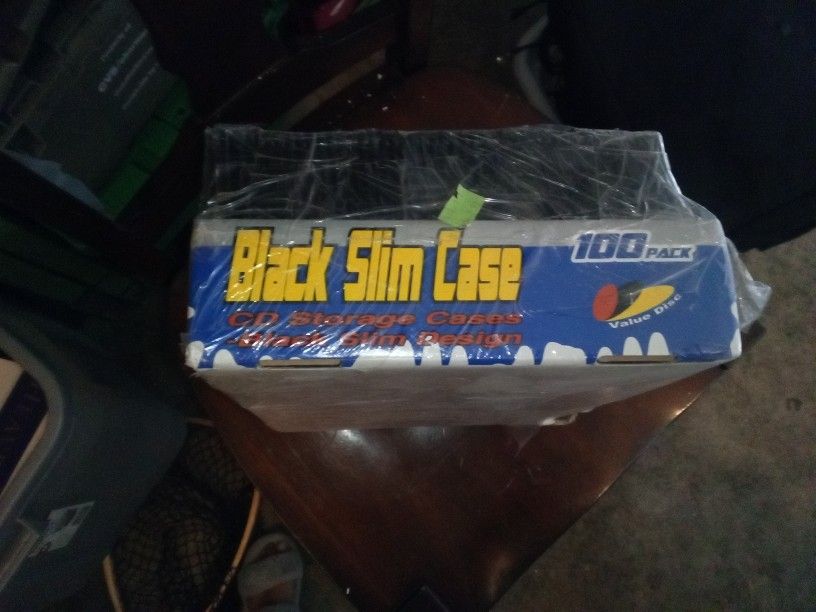 Black Slim Case
100 PACK
CD Storage Cases
-Black Slim Design
Value Disc